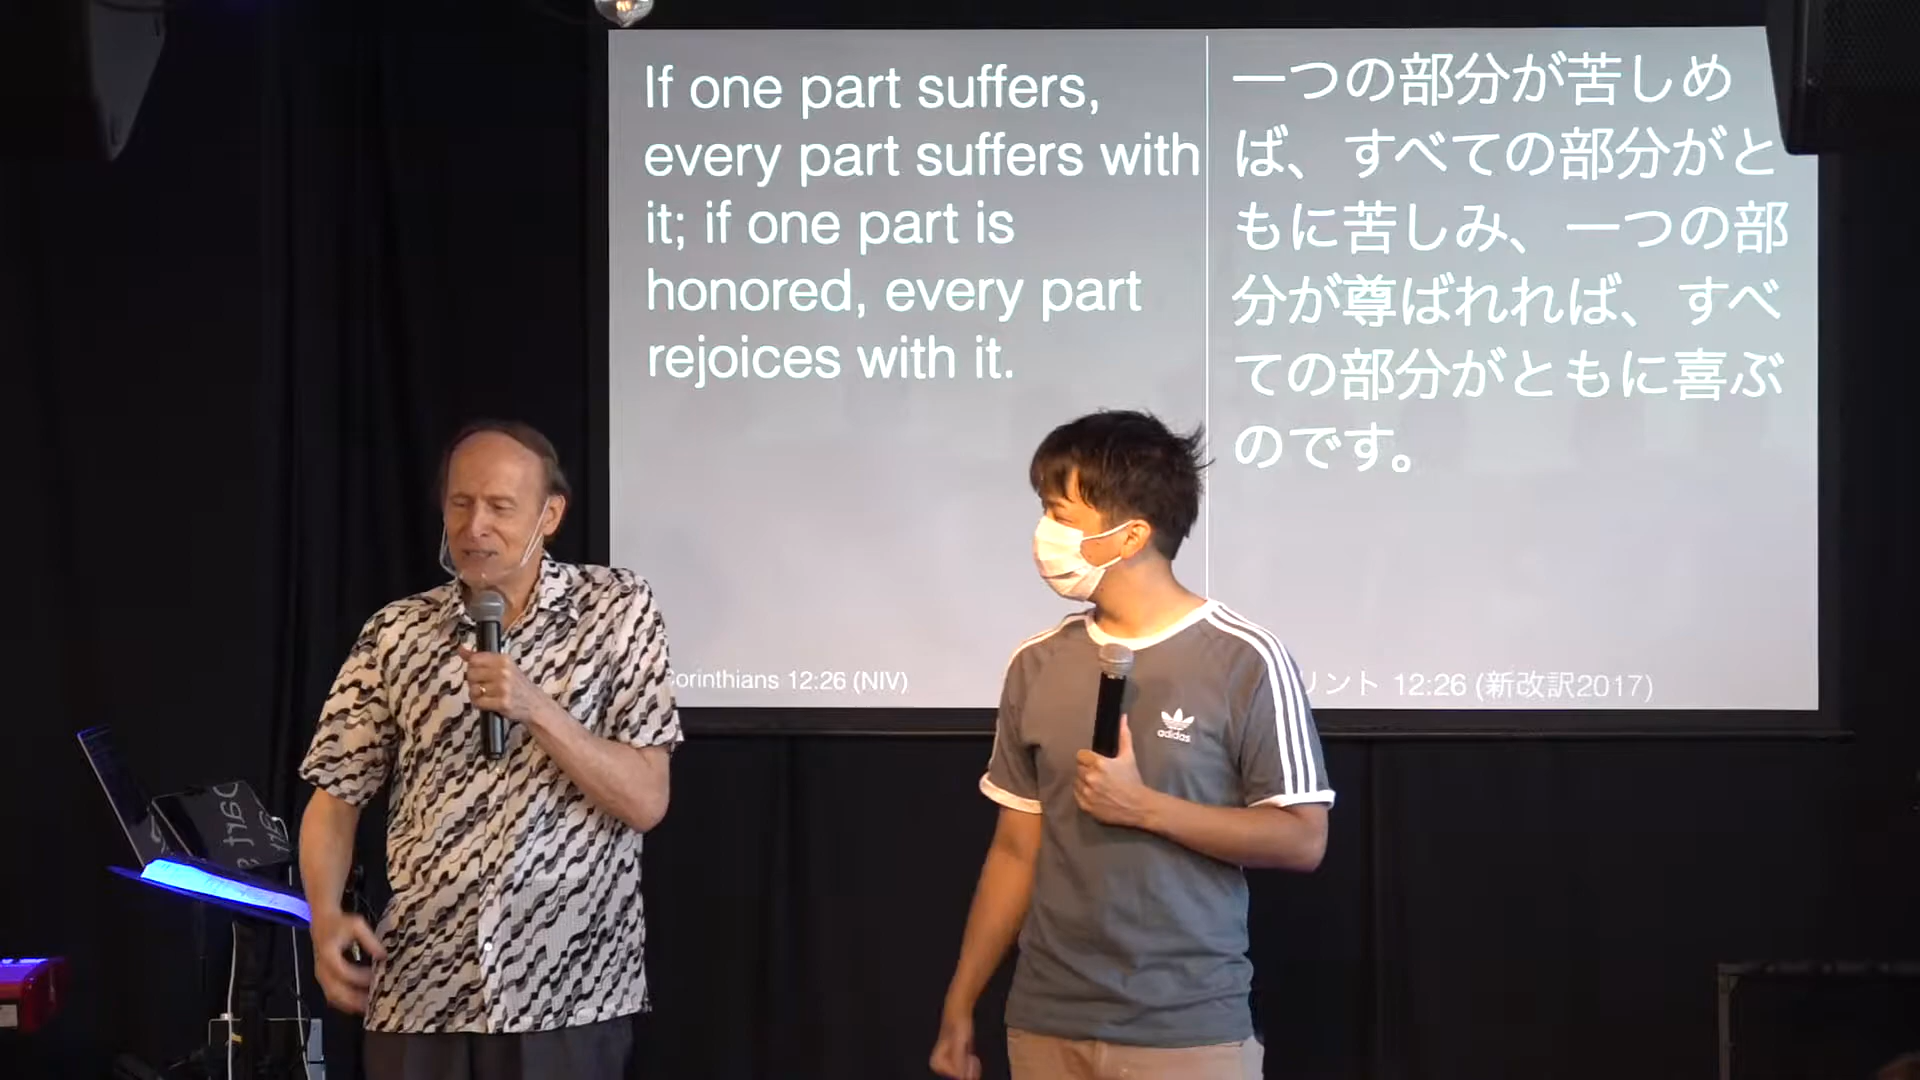 If one part suffers,
every part suffers with
it; if one part is
honored, every part
rejoices with it.
Corinthians 12:26 (NIV)
一つの部分が苦しめ
ば、すべての部分がと
もに苦しみ、一つの部
分が尊ばれれば、すべ
ての部分がともに喜ぶ
のです。
リント 12:26 (新改訳2017)
adidas